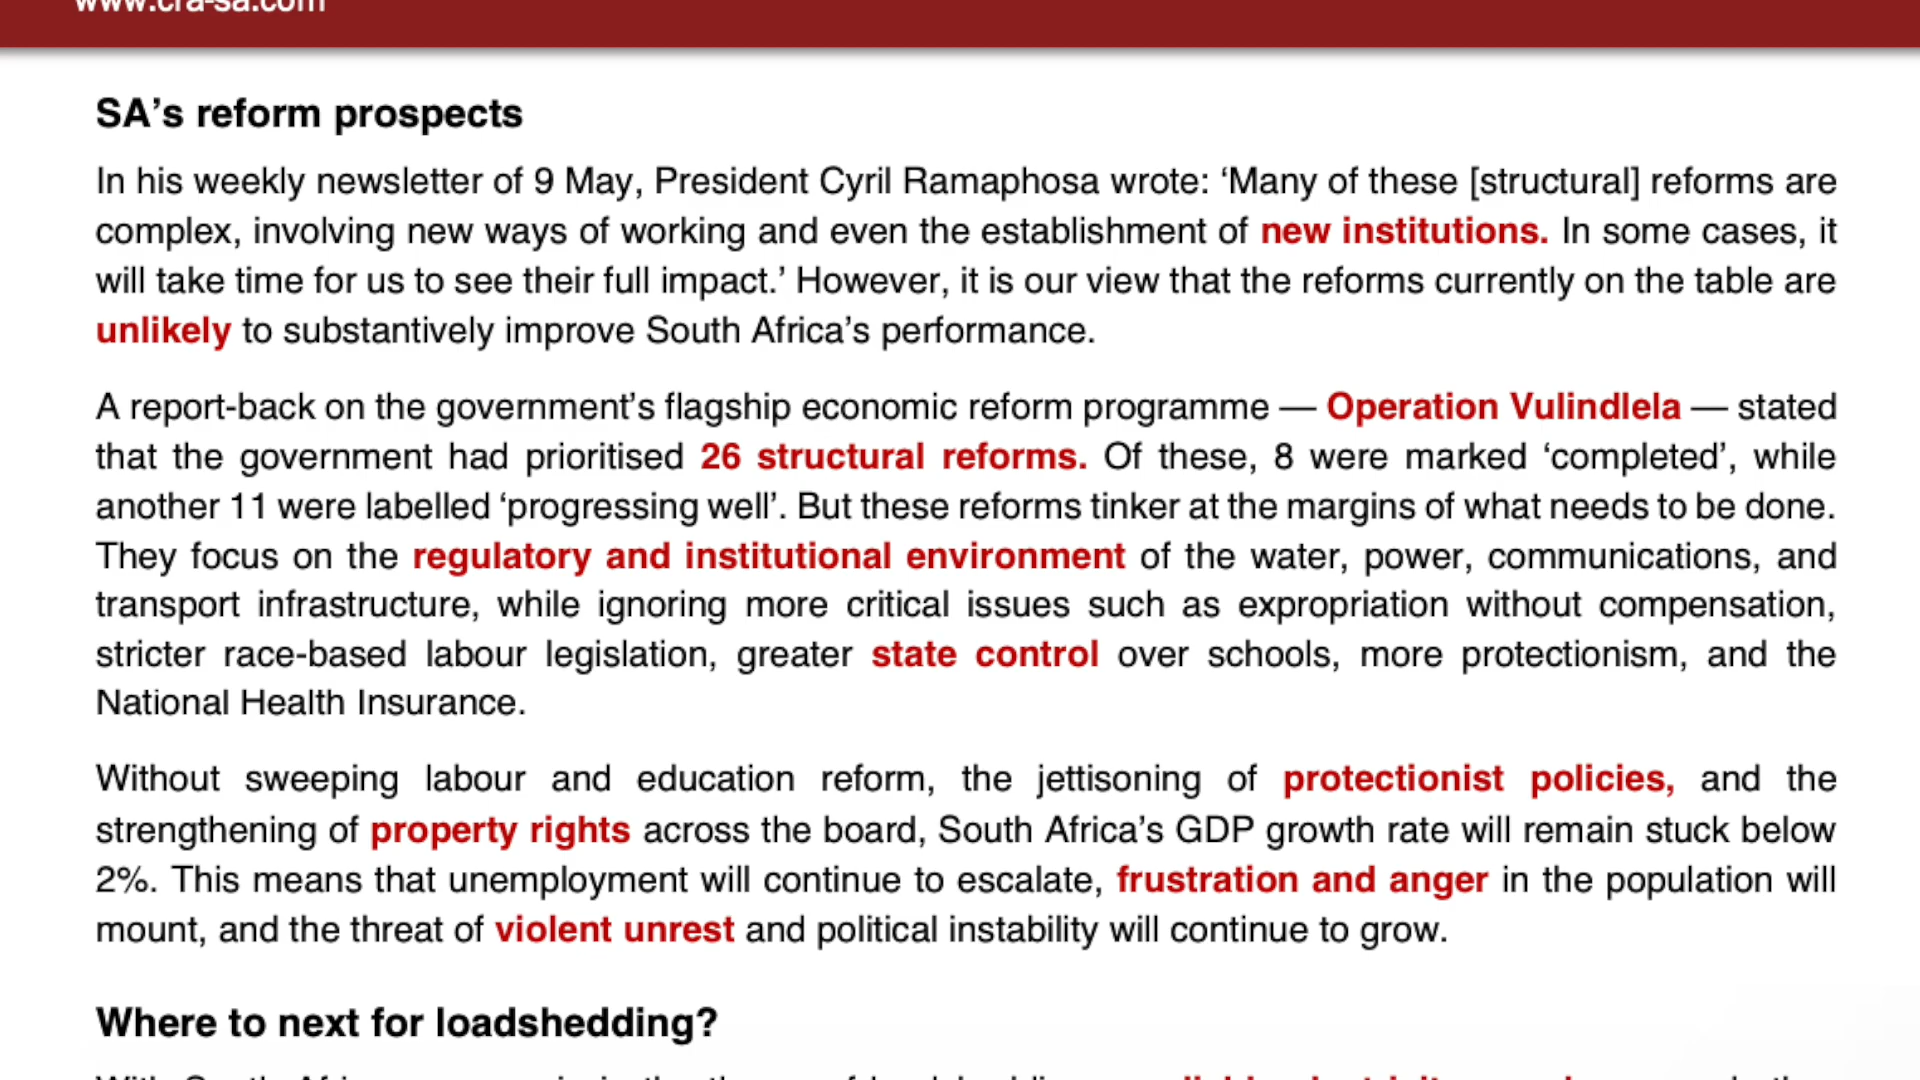 www.cra-sa.com
SA’s reform prospects
In his weekly newsletter of 9 May, President Cyril Ramaphosa wrote: ‘Many of these [structural] reforms are
complex, involving new ways of working and even the establishment of new institutions. In some cases, it
will take time for us to see their full impact.’ However, it is our view that the reforms currently on the table are
unlikely to substantively improve South Africa’s performance.
A report-back on the government’s flagship economic reform programme — Operation Vulindlela — stated
that the government had prioritised 26 structural reforms. Of these, 8 were marked ‘completed’, while
another 11 were labelled ‘progressing well’. But these reforms tinker at the margins of what needs to be done.
They focus on the regulatory and institutional environment of the water, power, communications, and
transport infrastructure, while ignoring more critical issues such as expropriation without compensation,
stricter race-based labour legislation, greater state control over schools, more protectionism, and the
National Health Insurance.
Without sweeping labour and education reform, the jettisoning of protectionist policies, and the
strengthening of property rights across the board, South Africa’s GDP growth rate will remain stuck below
2%. This means that unemployment will continue to escalate, frustration and anger in the population will
mount, and the threat of violent unrest and political instability will continue to grow.
Where to next for loadshedding?